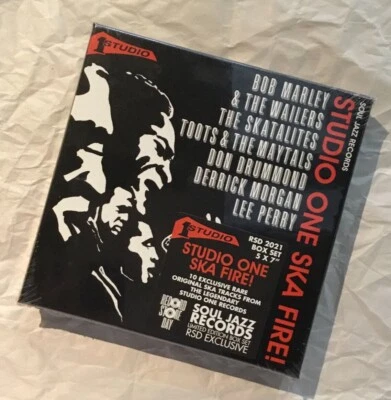 1
STUDIO
BOB MARLEY
& THE WAILERS
THE SKATALITES
TOOTS & THE MAYTALS
DON DRUMMOND
DERRICK MORGAN
LEE PERRY
SOUL JAZZ RECORDS
STUDIO ONE SKA FIRE!
1
STUDIO
RSD 2021
BOX SET
5 X 7"
STUDIO ONE
SKA FIRE!
10 EXCLUSIVE RARE
ORIGINAL SKA TRACKS FROM
THE LEGENDARY
STUDIO ONE RECORDS
RECORD
STORE
DAY
SOUL JAZZ
RECORDS
LIMITED EDITION BOX SET
RSD EXCLUSIVE